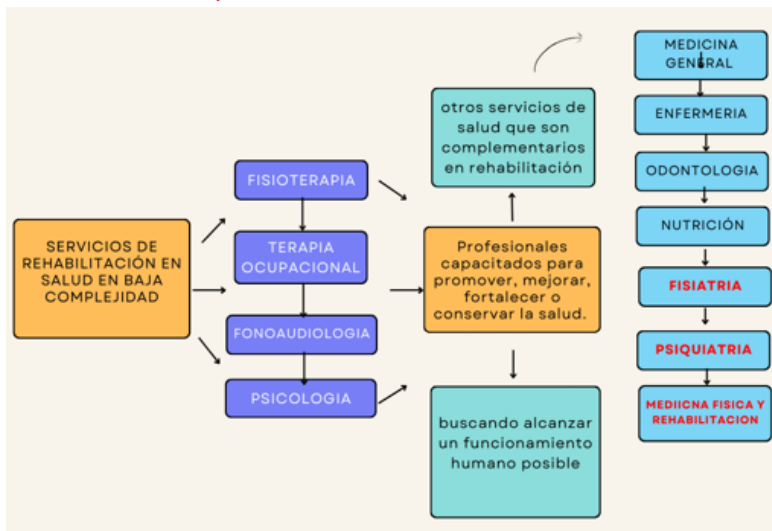 SERVICIOS DE
REHABILITACIÓN EN
SALUD EN BAJA
COMPLEJIDAD
FISIOTERAPIA
TERAPIA
OCUPACIONAL
FONOAUDIOLOGIA
PSICOLOGIA
otros servicios de
salud que son
complementarios
en rehabilitación
Profesionales
capacitados para
promover, mejorar,
fortalecer o
conservar la salud.
buscando alcanzar
un funcionamiento
humano posible
MEDICINA
GENERAL
ENFERMERIA
ODONTOLOGIA
NUTRICIÓN
FISIATRIA
PSIQUIATRIA
MEDIICNA FISICA Y
REHABILITACION